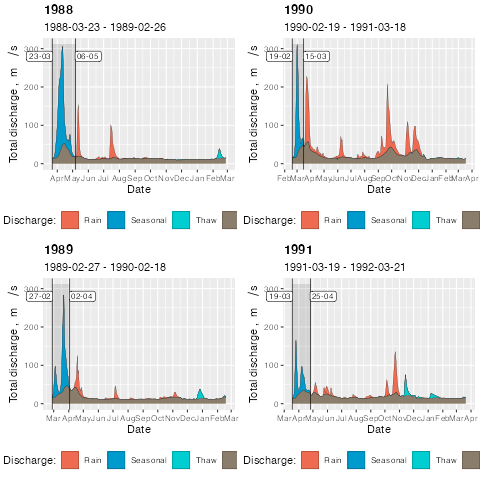 1988
1988-03-23 - 1989-02-26
Total discharge, m /s
300
200
100
0
23-03
06-05
Apr May Jun Jul Aug Sep Oct Nov Dec Jan Feb Mar
Date
Discharge: Rain Seasonal Thaw
1990
1990-02-19 - 1991-03-18
Total discharge, m /s
300
200
100
0
19-02
15-03
Feb Mar Apr May Jun Jul Aug Sep Oct Nov Dec Jan Feb Mar Apr
Date
Discharge: Rain Seasonal Thaw
1989
1989-02-27 - 1990-02-18
Total discharge, m /s
300
200
100
0
27-02
02-04
Mar Apr May Jun Jul Aug Sep Oct Nov Dec Jan Feb Mar
Date
Discharge: Rain Seasonal Thaw
1991
1991-03-19 - 1992-03-21
Total discharge, m /s
300
200
100
0
19-03
25-04
Mar Apr May Jun Jul Aug Sep Oct Nov Dec Jan Feb Mar Apr
Date
Discharge: Rain Seasonal Thaw